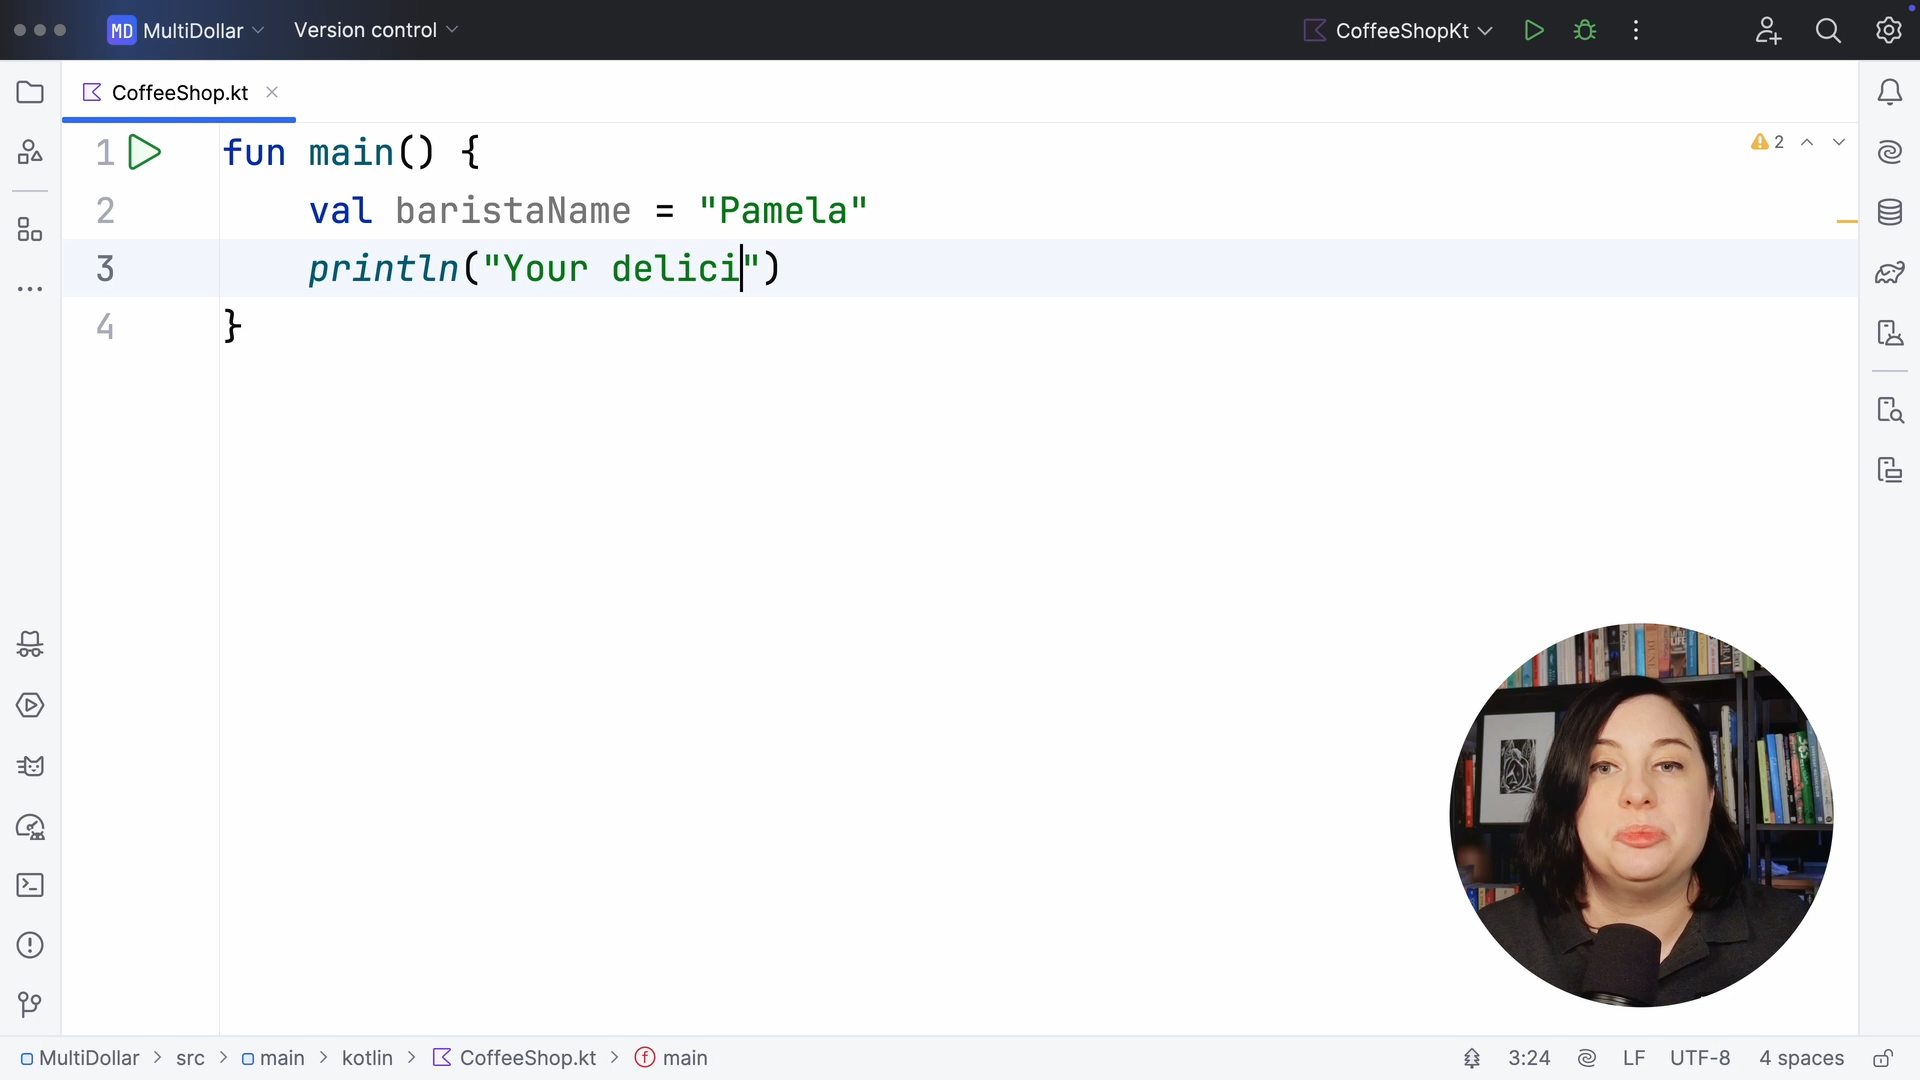 MD MultiDollar Version control CoffeeShopKt
CoffeeShop.kt
1 fun main() {
2 val baristaName = "Pamela"
3 println("Your delici")
4 }
2
MultiDollar > src > main > kotlin > CoffeeShop.kt > f main 3:24 LF UTF-8 4 spaces